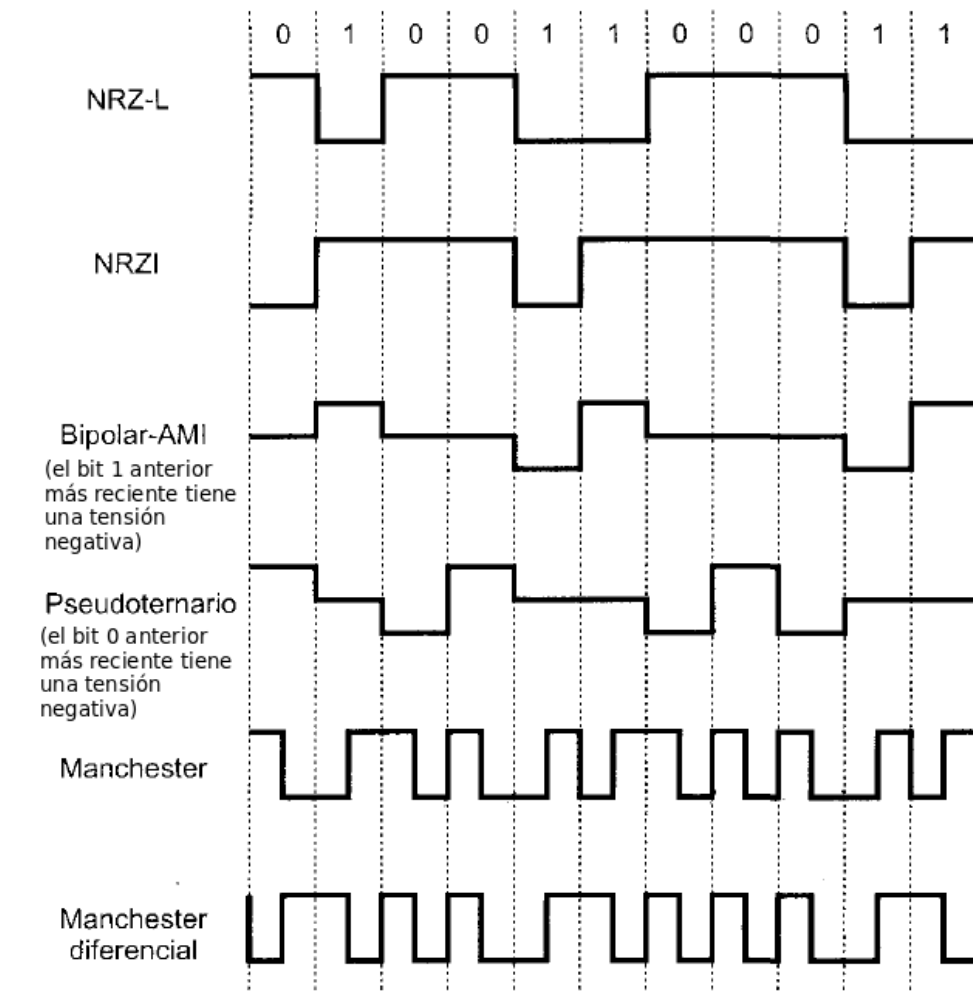 0 1 0 0 1 1 0 0 0 1 1
NRZ-L
NRZI
Bipolar-AMI
(el bit 1 anterior
más reciente tiene
una tensión
negativa)
Pseudoternario
(el bit 0 anterior
más reciente tiene
una tensión
negativa)
Manchester
Manchester
diferencial